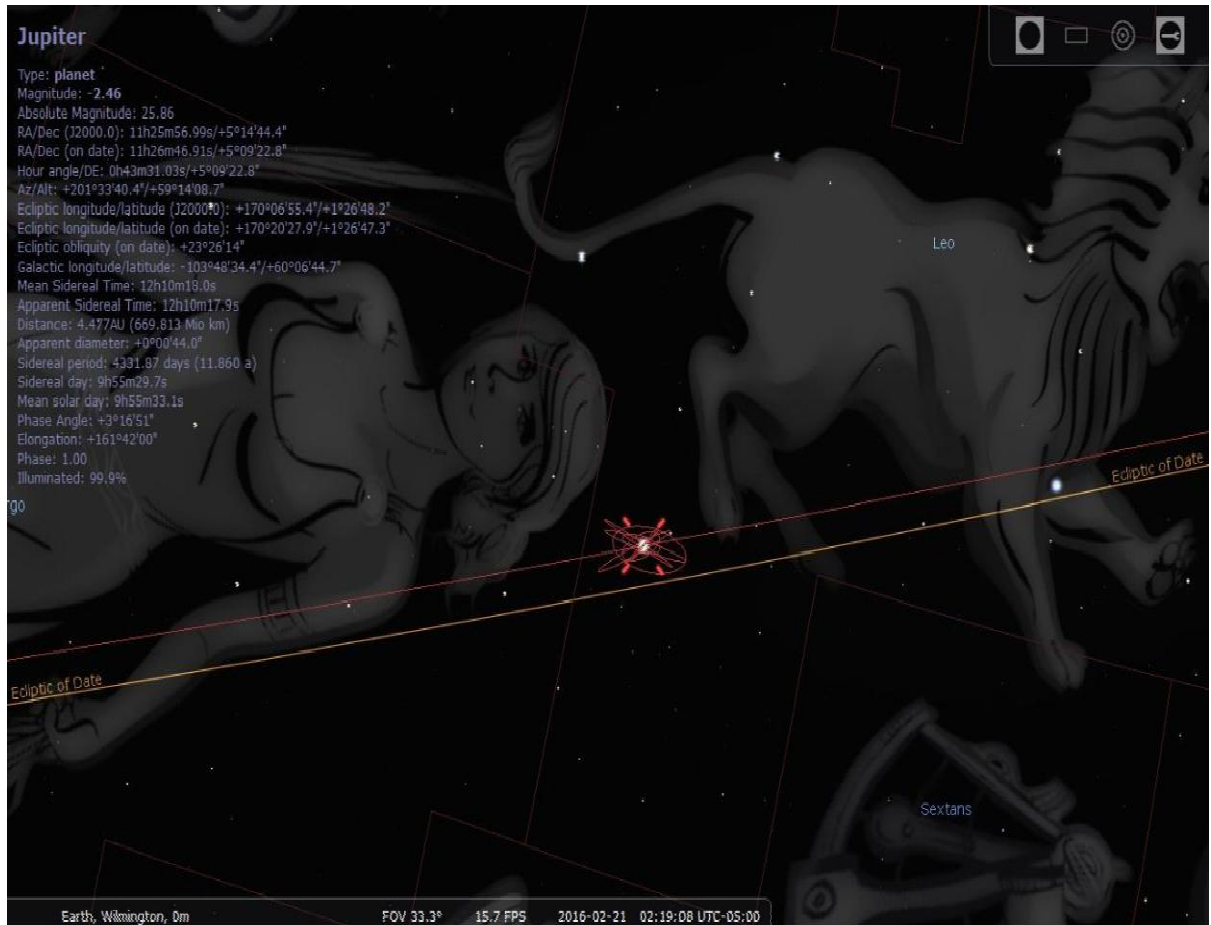 Jupiter
Type: planet
Magnitude: -2.46
Absolute Magnitude: 25.86
RA/Dec (J2000.0): 11h25m56.99s/+5°14'44.4"
RA/Dec (on date): 11h26m46.91s/+5°09'22.8"
Hour angle/DE: 0h43m31.03s/+5°09'22.8"
Az/Alt: +201°33'40.4"/+59°14'08.7"
Ecliptic longitude/latitude (J2000.0): +170°06'55.4"/+1°26'48.2"
Ecliptic longitude/latitude (on date): +170°20'27.9"/+1°26'47.3"
Ecliptic obliquity (on date): +23°26'14"
Galactic longitude/latitude: -103°48'34.4"/+60°06'44.7"
Mean Sidereal Time: 12h10m18.0s
Apparent Sidereal Time: 12h10m17.9s
Distance: 4.477AU (669.813 Mio km)
Apparent diameter: +0°00'44.0"
Sidereal period: 4331.87 days (11.860 a)
Sidereal day: 9h55m29.7s
Mean solar day: 9h55m33.1s
Phase Angle: +3°16'51"
Elongation: +161°42'00"
Phase: 1.00
Illuminated: 99.9%
Leo
Ecliptic of Date
rgo
Ecliptic of Date
Sextans
Earth, Wilmington, 0m FOV 33.3° 15.7 FPS 2016-02-21 02:19:08 UTC-05:00